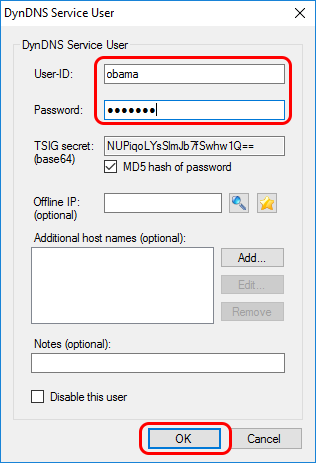 DynDNS Service User
DynDNS Service User
User-ID:
obama
Password:
●●●●●●●
TSIG secret:
(base64)
NUPiqoLYsSlmJb7fSwhw1Q==
MD5 hash of password
Offline IP:
(optional)
Additional host names (optional):
Add...
Edit...
Remove
Notes (optional):
Disable this user
OK
Cancel